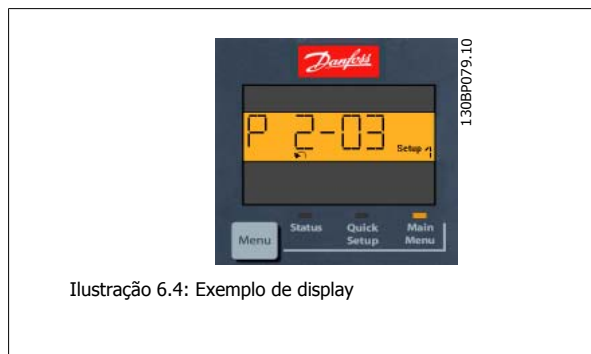 Danfoss
130BP079.10
P 2-03
Setup 1
Menu
Status
Quick
Setup
Main
Menu
Ilustração 6.4: Exemplo de display